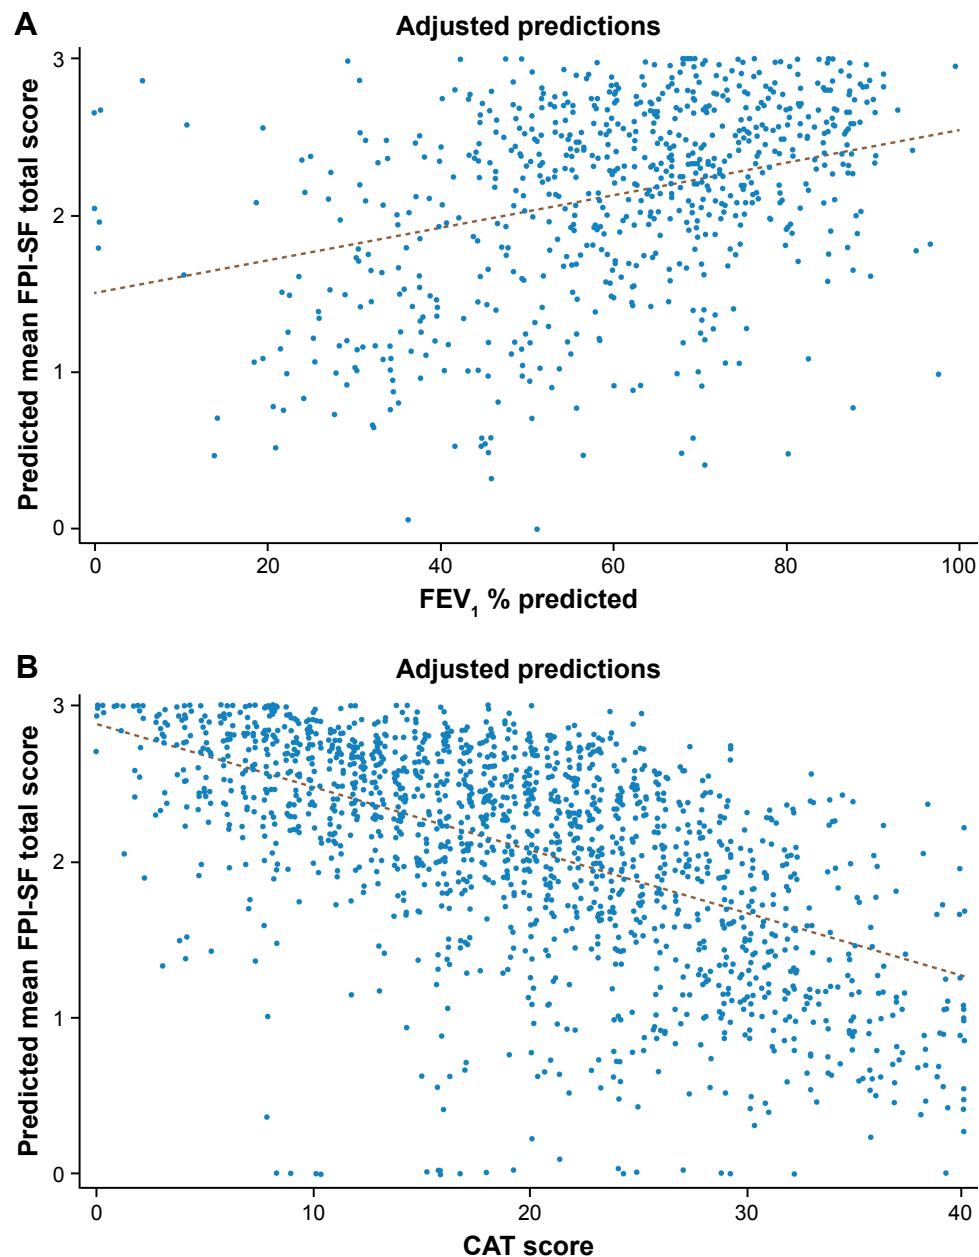 A
Adjusted predictions
Predicted mean FPI-SF total score
3
2
1
0
0 20 40 60 80 100
FEV₁ % predicted
B
Adjusted predictions
Predicted mean FPI-SF total score
3
2
1
0
0 10 20 30 40
CAT score